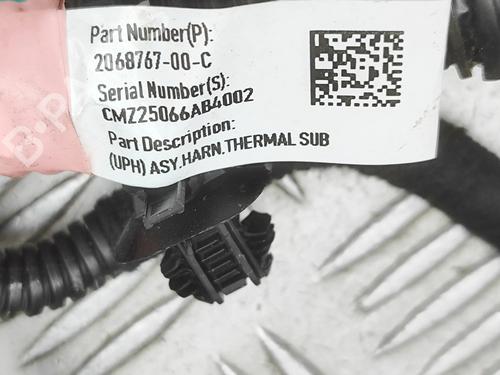 Part Number(P):
2068767-00-C
Serial Number(S):
CMZ25066AB4002
Part Description:
(UPH) ASY.HARN.THERMAL SUB